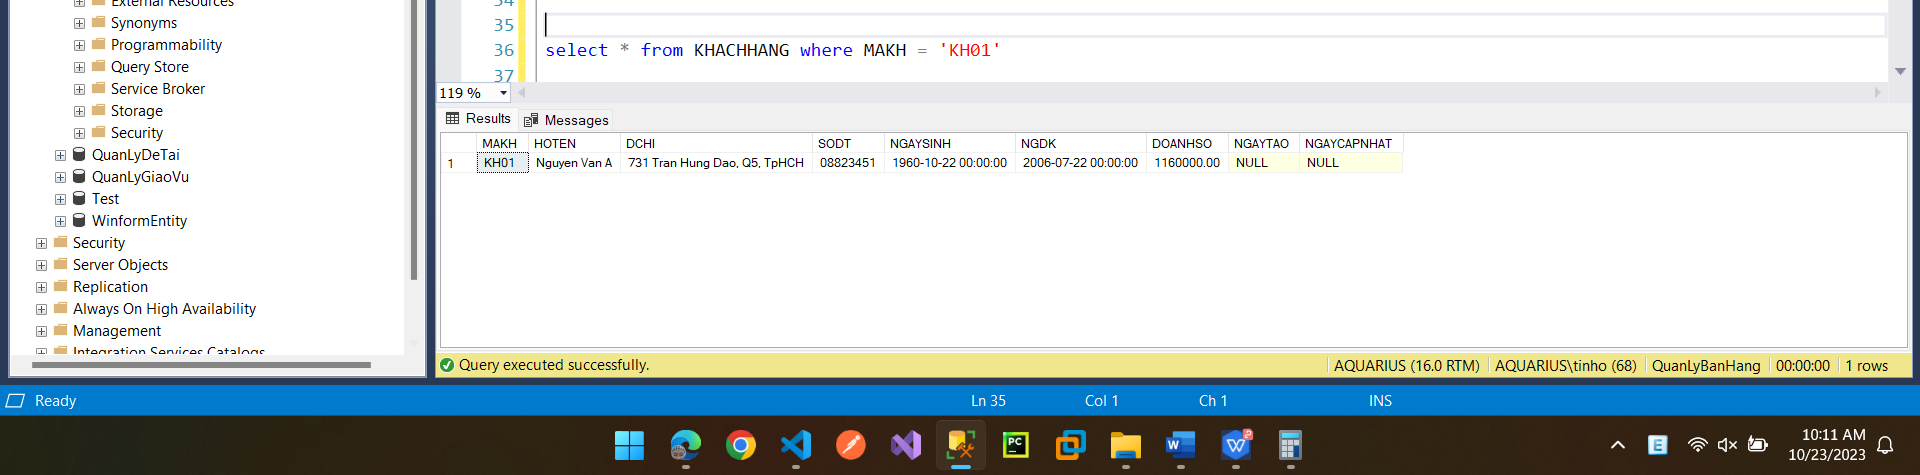 External Resources
Synonyms
Programmability
Query Store
Service Broker
Storage
Security
QuanLyDeTai
QuanLyGiaoVu
Test
WinformEntity
Security
Server Objects
Replication
Always On High Availability
Management
Integration Services Catalogs
34
35
36 select * from KHACHHANG where MAKH = 'KH01'
37
119 %
Results Messages
MAKH HOTEN DCHI SODT NGAYSINH NGDK DOANHSO NGAYTAO NGAYCAPNHAT
1 KH01 Nguyen Van A 731 Tran Hung Dao, Q5, TpHCH 08823451 1960-10-22 00:00:00 2006-07-22 00:00:00 1160000.00 NULL NULL
Query executed successfully. AQUARIUS (16.0 RTM) AQUARIUS\tinho (68) QuanLyBanHang 00:00:00 1 rows
Ready Ln 35 Col 1 Ch 1 INS
PC
W
W
P
E
10:11 AM
10/23/2023